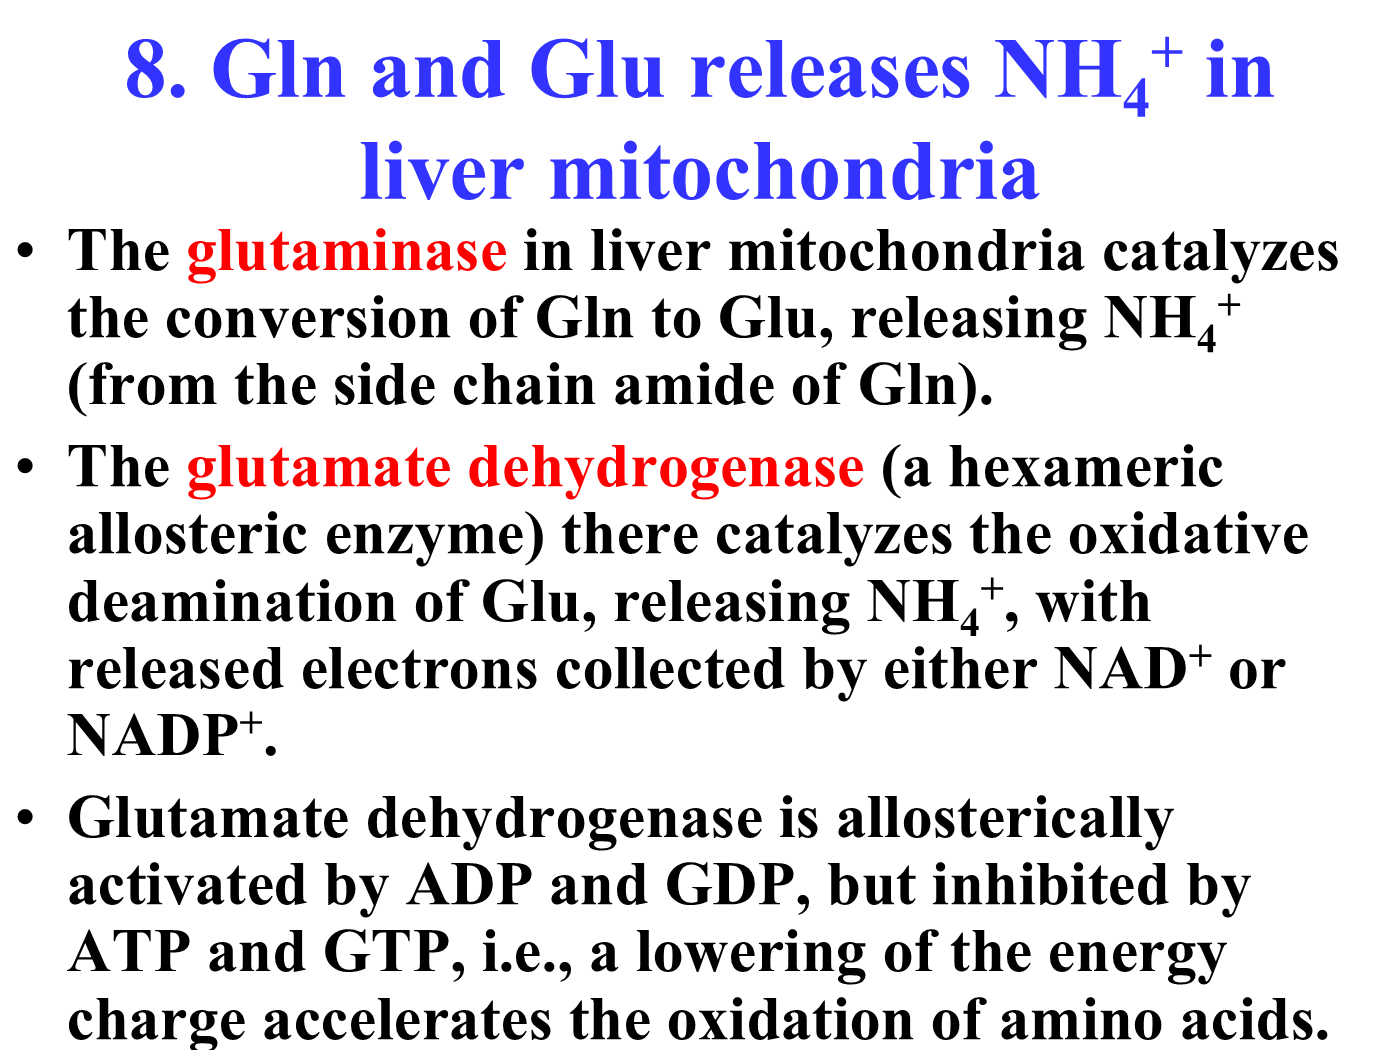 8. Gln and Glu releases NH₄⁺ in
liver mitochondria
• The glutaminase in liver mitochondria catalyzes
the conversion of Gln to Glu, releasing NH₄⁺
(from the side chain amide of Gln).
• The glutamate dehydrogenase (a hexameric
allosteric enzyme) there catalyzes the oxidative
deamination of Glu, releasing NH₄⁺, with
released electrons collected by either NAD⁺ or
NADP⁺.
• Glutamate dehydrogenase is allosterically
activated by ADP and GDP, but inhibited by
ATP and GTP, i.e., a lowering of the energy
charge accelerates the oxidation of amino acids.